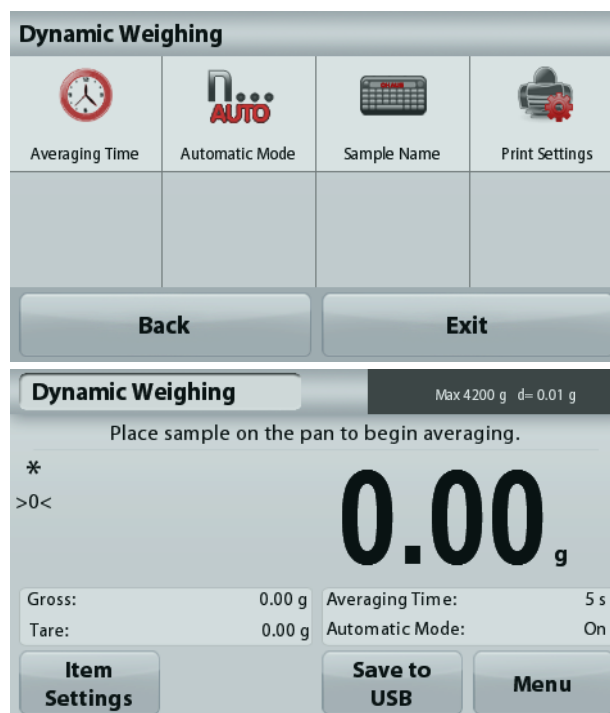 Dynamic Weighing
Averaging Time Automatic Mode Sample Name Print Settings
Back Exit
Dynamic Weighing Max 4200 g d= 0.01 g
Place sample on the pan to begin averaging.
*
>0<
0.00 g
Gross: 0.00 g Averaging Time: 5 s
Tare: 0.00 g Automatic Mode: On
Item Settings Save to USB Menu